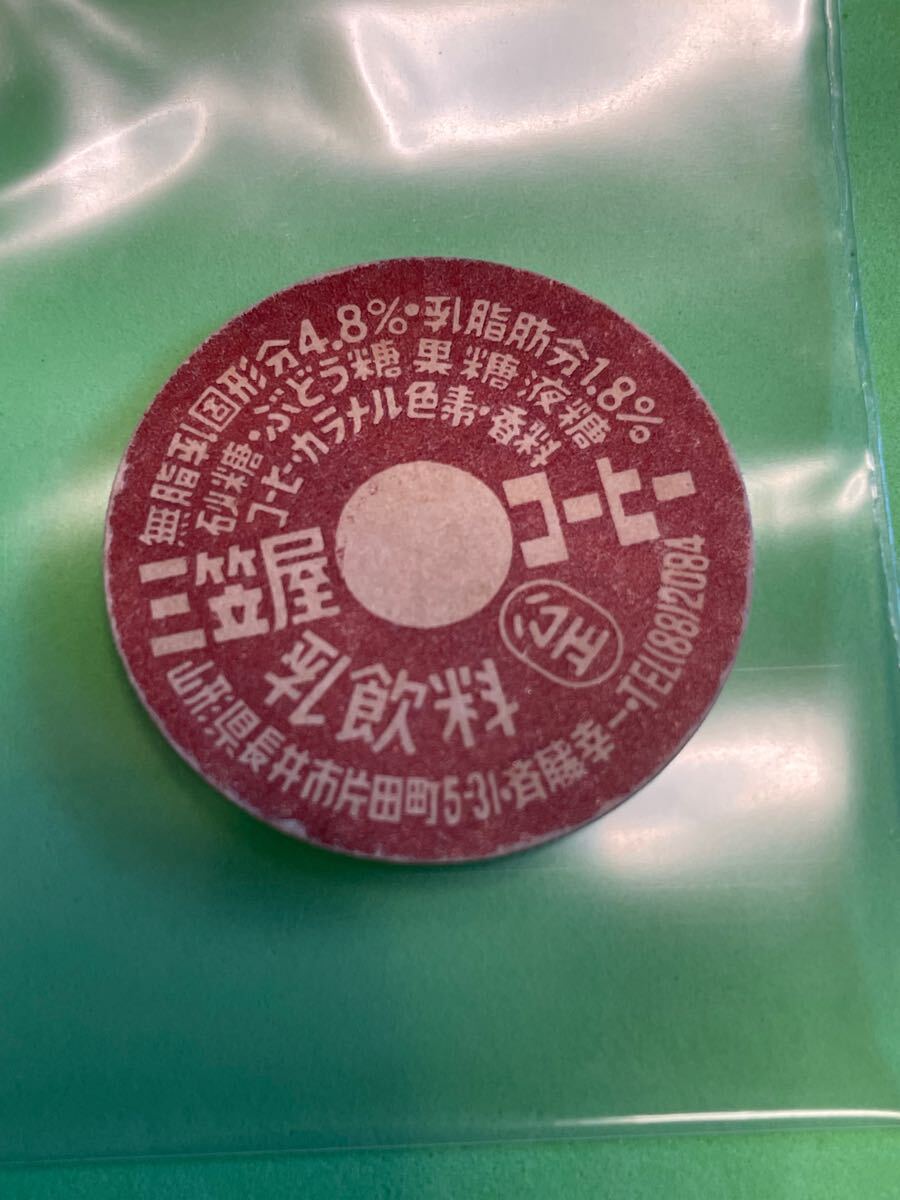 無脂乳固形分4.8%・乳脂肪分1.8%
砂糖・ぶどう糖果糖液糖
コーヒー・カラメル色素・香料
三笠屋
コーヒー
公正
乳飲料
山形県長井市片田町5-31・斉藤幸一・TEL(88)2084